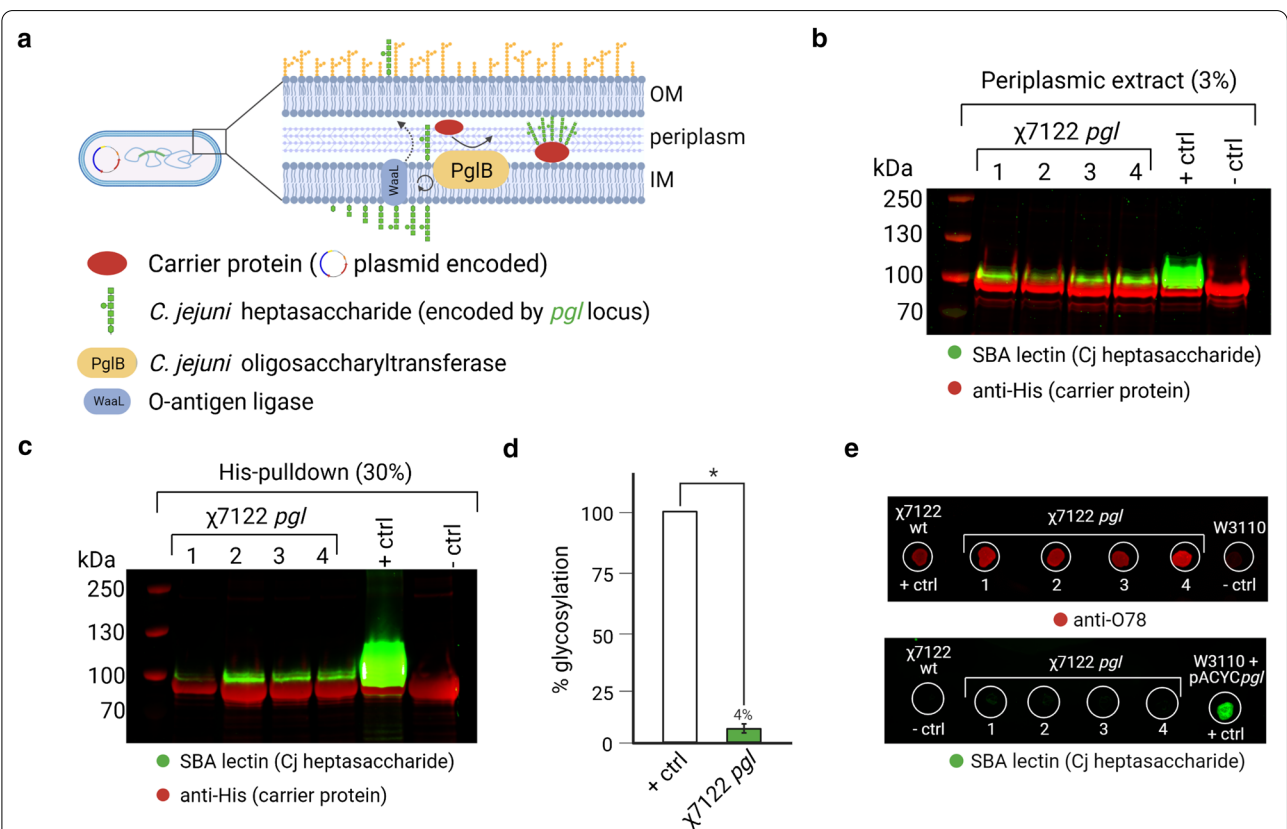 a
OM
periplasm
IM
WaaL
PglB
Carrier protein ( plasmid encoded)
C. jejuni heptasaccharide (encoded by pgl locus)
PglB C. jejuni oligosaccharyltransferase
WaaL O-antigen ligase
b
Periplasmic extract (3%)
χ7122 pgl
kDa 1 2 3 4 + ctrl - ctrl
250
130
100
70
SBA lectin (Cj heptasaccharide)
anti-His (carrier protein)
c
His-pulldown (30%)
χ7122 pgl
kDa 1 2 3 4 + ctrl - ctrl
250
130
100
70
SBA lectin (Cj heptasaccharide)
anti-His (carrier protein)
d
*
% glycosylation
100
75
50
25
0
4%
+ ctrl
χ7122 pgl
e
χ7122
wt
χ7122 pgl
W3110
+ ctrl 1 2 3 4 - ctrl
anti-O78
χ7122
wt
χ7122 pgl
W3110 +
pACYCpgl
- ctrl 1 2 3 4 + ctrl
SBA lectin (Cj heptasaccharide)